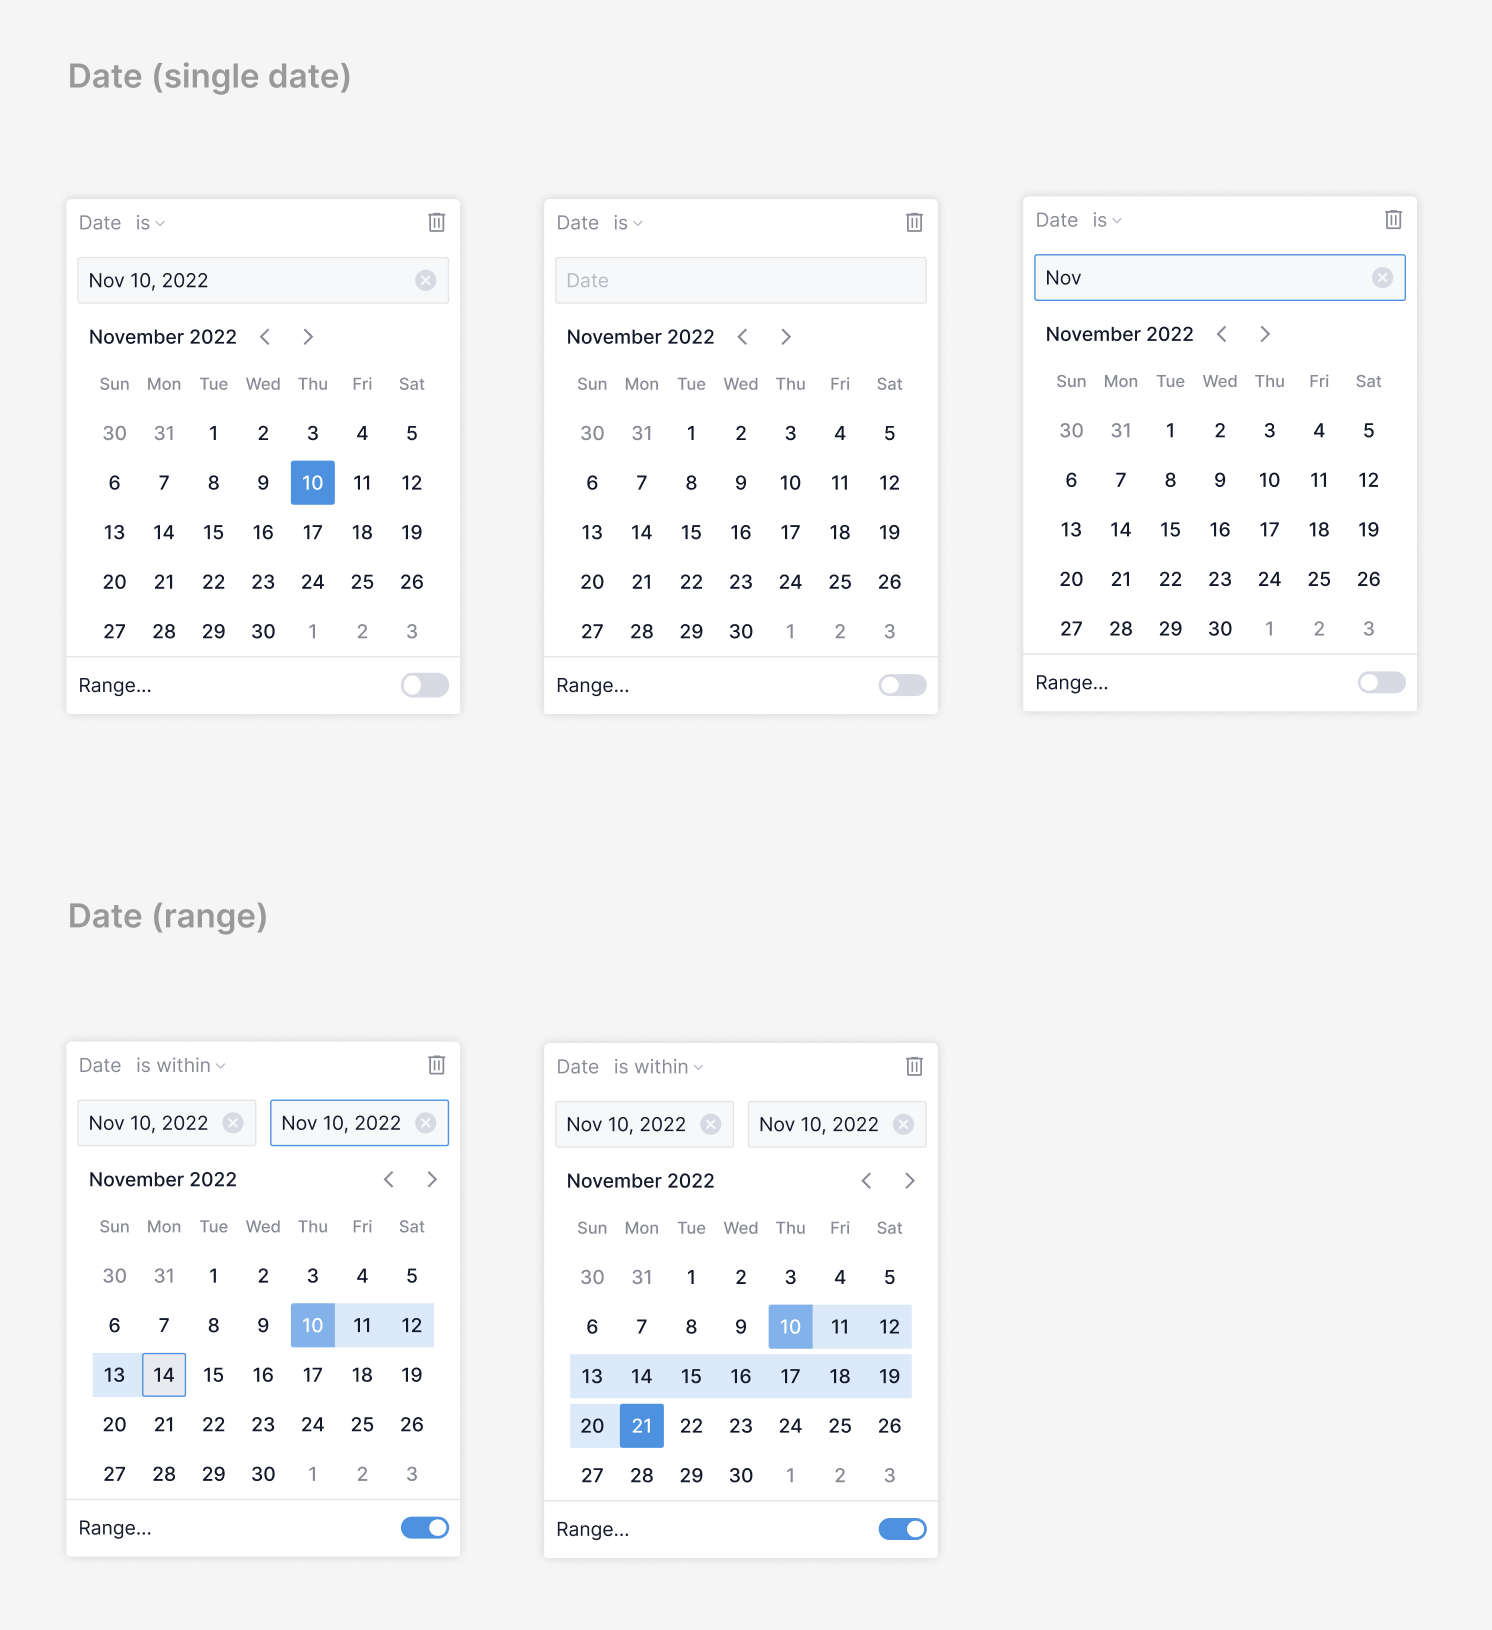 Date (single date)
Date is
Nov 10, 2022
November 2022
Sun Mon Tue Wed Thu Fri Sat
30 31 1 2 3 4 5
6 7 8 9 10 11 12
13 14 15 16 17 18 19
20 21 22 23 24 25 26
27 28 29 30 1 2 3
Range...
Date is
Date
November 2022
Sun Mon Tue Wed Thu Fri Sat
30 31 1 2 3 4 5
6 7 8 9 10 11 12
13 14 15 16 17 18 19
20 21 22 23 24 25 26
27 28 29 30 1 2 3
Range...
Date is
Nov
November 2022
Sun Mon Tue Wed Thu Fri Sat
30 31 1 2 3 4 5
6 7 8 9 10 11 12
13 14 15 16 17 18 19
20 21 22 23 24 25 26
27 28 29 30 1 2 3
Range...
Date (range)
Date is within
Nov 10, 2022 Nov 10, 2022
November 2022
Sun Mon Tue Wed Thu Fri Sat
30 31 1 2 3 4 5
6 7 8 9 10 11 12
13 14 15 16 17 18 19
20 21 22 23 24 25 26
27 28 29 30 1 2 3
Range...
Date is within
Nov 10, 2022 Nov 10, 2022
November 2022
Sun Mon Tue Wed Thu Fri Sat
30 31 1 2 3 4 5
6 7 8 9 10 11 12
13 14 15 16 17 18 19
20 21 22 23 24 25 26
27 28 29 30 1 2 3
Range...